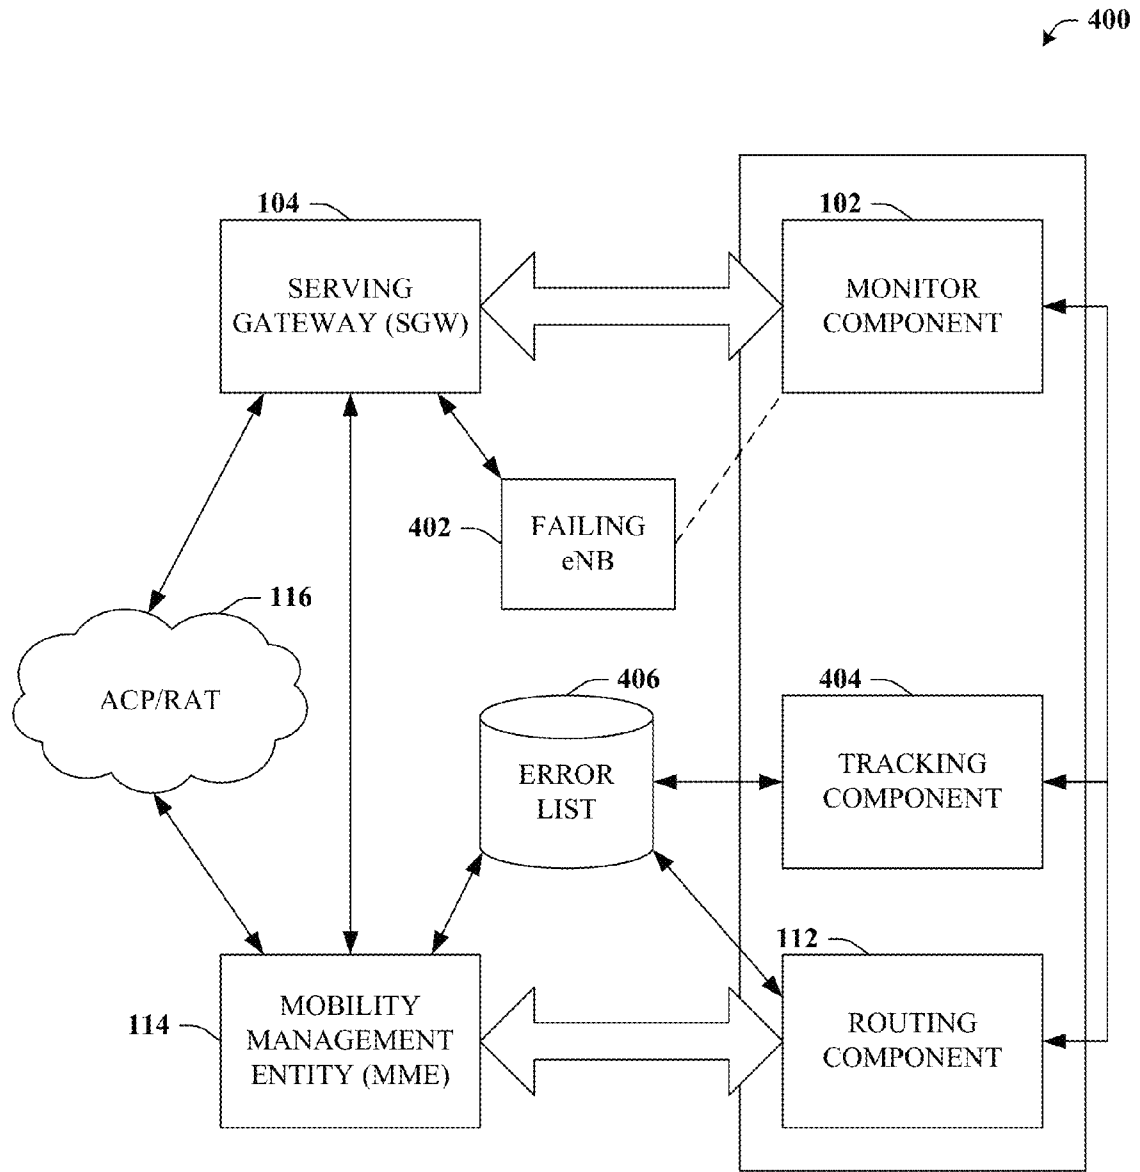 400
104
102
SERVING
GATEWAY (SGW)
MONITOR
COMPONENT
402
FAILING
eNB
116
ACP/RAT
406
404
ERROR
LIST
TRACKING
COMPONENT
112
114
MOBILITY
MANAGEMENT
ENTITY (MME)
ROUTING
COMPONENT